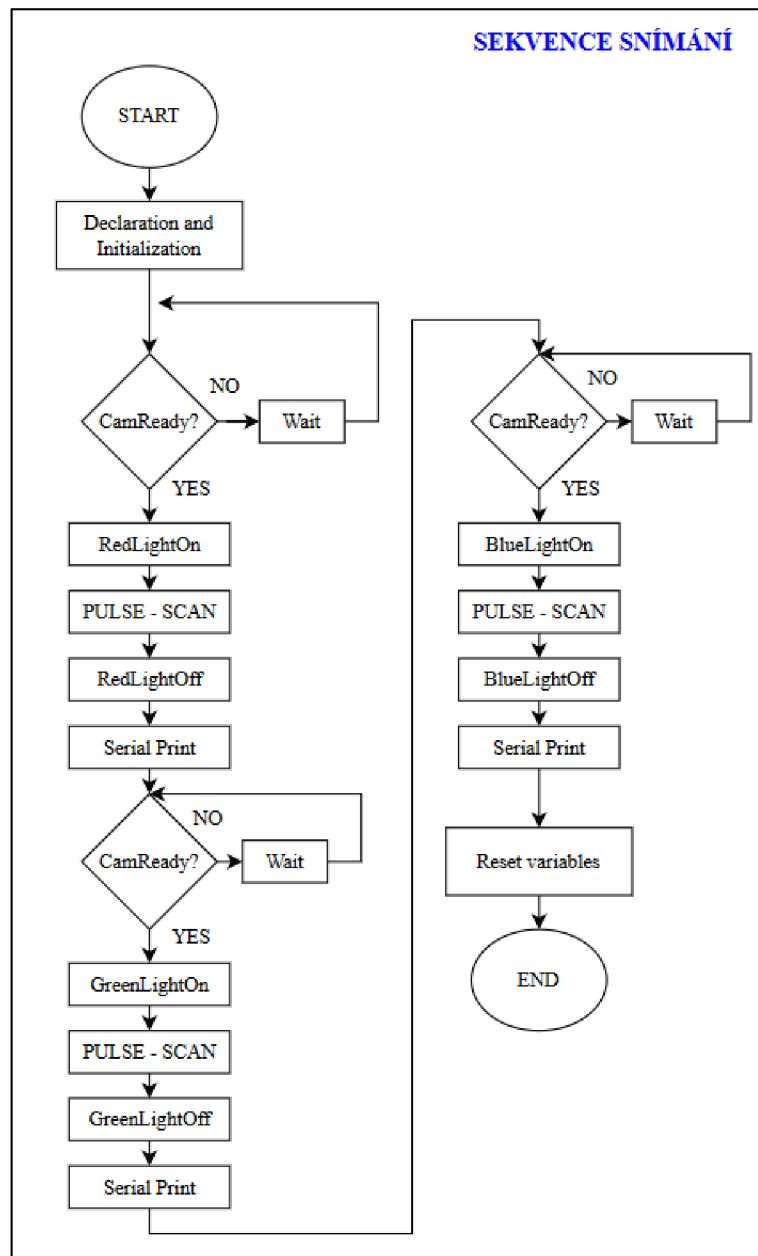 SEKVENCE SNÍMÁNÍ
START
Declaration and
Initialization
NO
CamReady?
Wait
YES
RedLightOn
PULSE - SCAN
RedLightOff
Serial Print
NO
CamReady?
Wait
YES
GreenLightOn
PULSE - SCAN
GreenLightOff
Serial Print
NO
CamReady?
Wait
YES
BlueLightOn
PULSE - SCAN
BlueLightOff
Serial Print
Reset variables
END